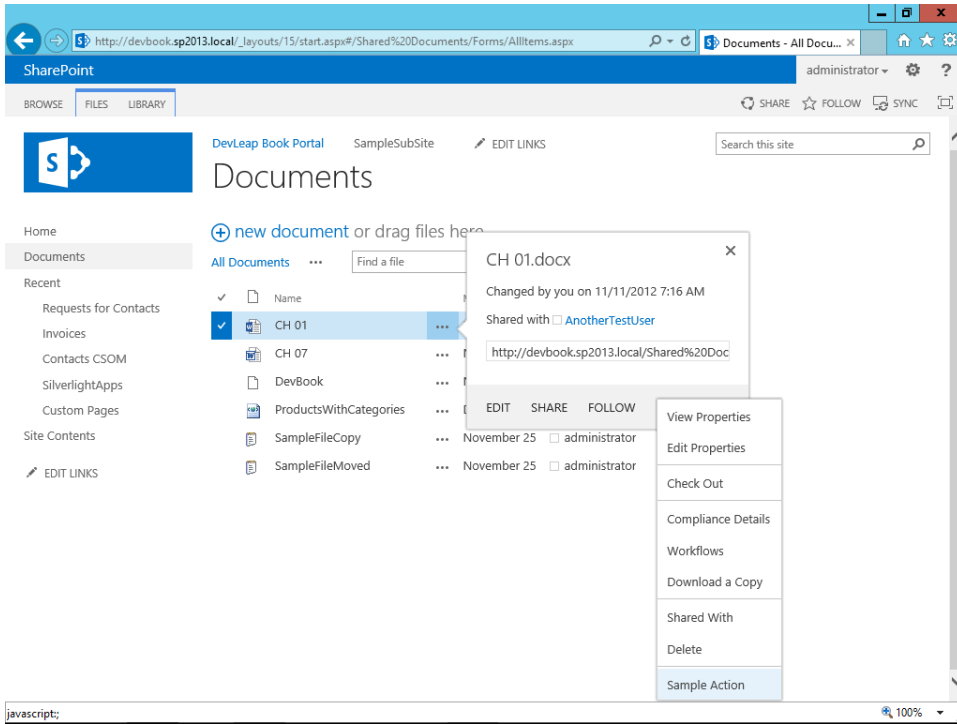 http://devbook.sp2013.local/_layouts/15/start.aspx#/Shared%20Documents/Forms/AllItems.aspx
Documents - All Docu...
SharePoint
administrator
?
BROWSE FILES LIBRARY
SHARE FOLLOW SYNC
S
DevLeap Book Portal SampleSubSite EDIT LINKS
Search this site
Documents
Home
Documents
Recent
Requests for Contacts
Invoices
Contacts CSOM
SilverlightApps
Custom Pages
Site Contents
EDIT LINKS
new document or drag files here
All Documents ... Find a file
Name
CH 01 ...
CH 07 ...
DevBook ...
ProductsWithCategories ...
SampleFileCopy ... November 25 administrator
SampleFileMoved ... November 25 administrator
CH 01.docx
Changed by you on 11/11/2012 7:16 AM
Shared with AnotherTestUser
http://devbook.sp2013.local/Shared%20Doc
EDIT SHARE FOLLOW
View Properties
Edit Properties
Check Out
Compliance Details
Workflows
Download a Copy
Shared With
Delete
Sample Action
javascript:;
100%